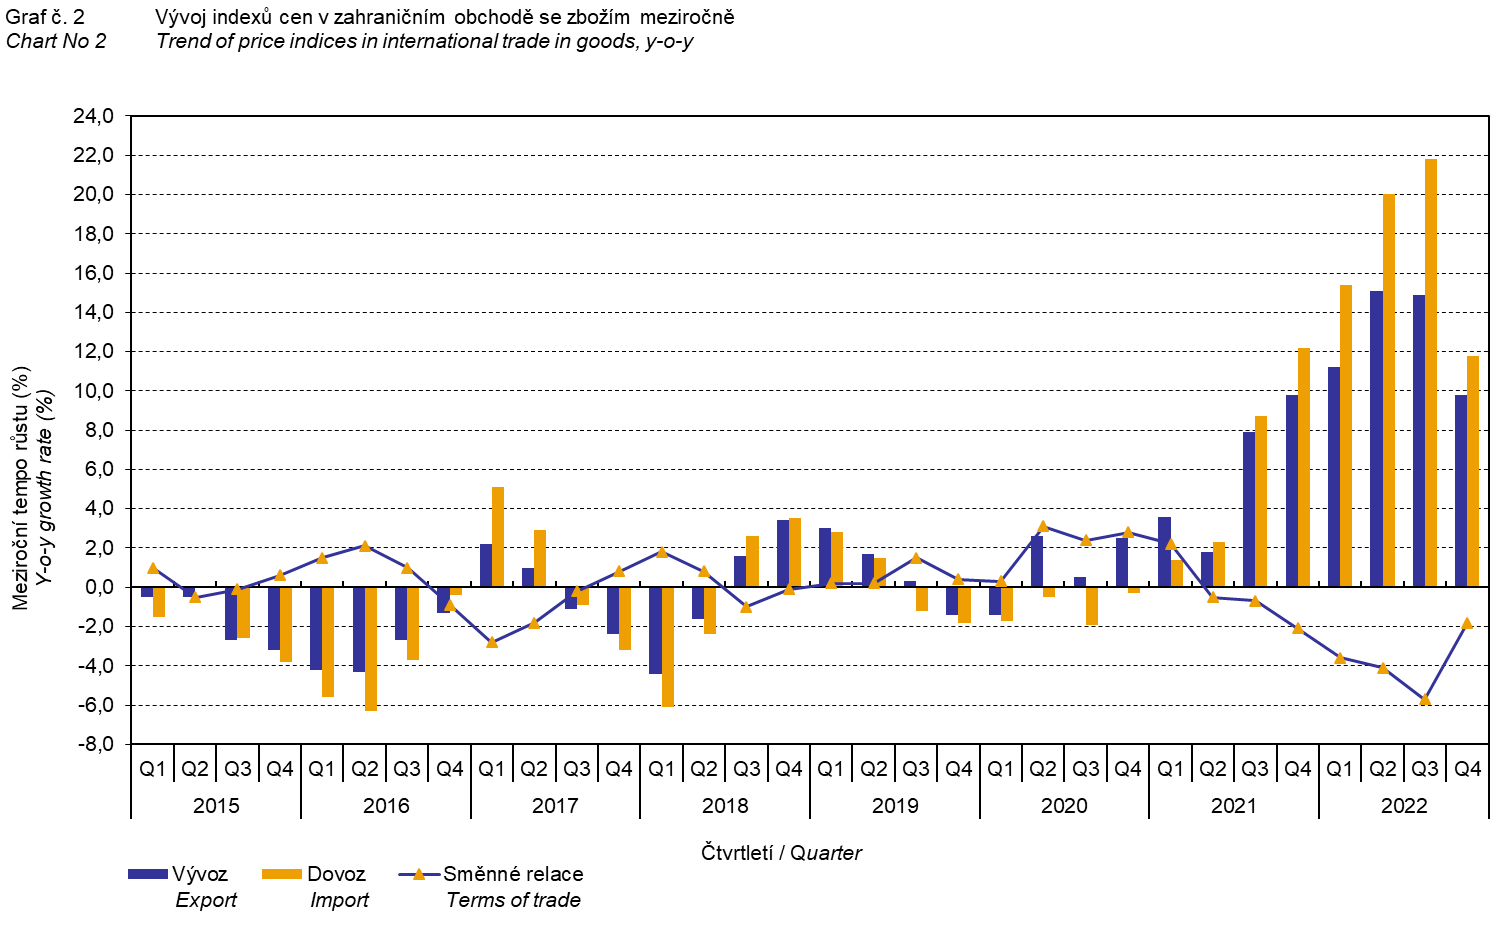 Graf č. 2 Vývoj indexů cen v zahraničním obchodě se zbožím meziročně
Chart No 2 Trend of price indices in international trade in goods, y-o-y
Meziroční tempo růstu (%)
Y-o-y growth rate (%)
24,0
22,0
20,0
18,0
16,0
14,0
12,0
10,0
8,0
6,0
4,0
2,0
0,0
-2,0
-4,0
-6,0
-8,0
Q1 Q2 Q3 Q4 Q1 Q2 Q3 Q4 Q1 Q2 Q3 Q4 Q1 Q2 Q3 Q4 Q1 Q2 Q3 Q4 Q1 Q2 Q3 Q4 Q1 Q2 Q3 Q4 Q1 Q2 Q3 Q4
2015 2016 2017 2018 2019 2020 2021 2022
Čtvrtletí / Quarter
Vývoz Dovoz Směnné relace
Export Import Terms of trade